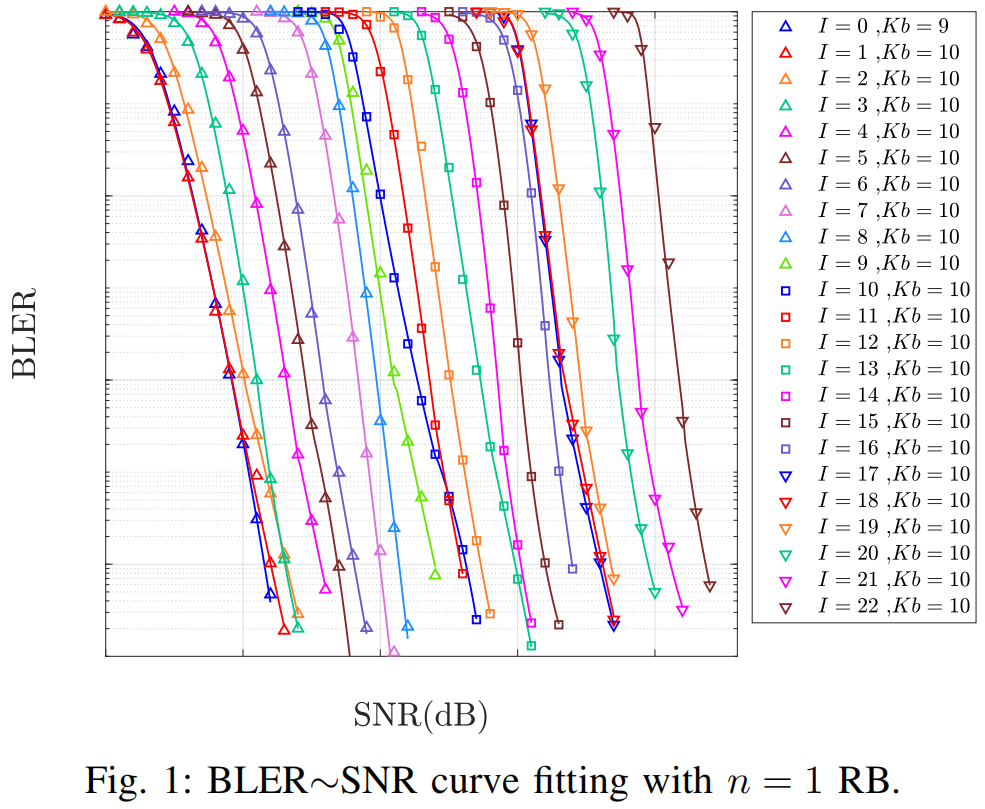 BLER
I = 0 ,Kb = 9
I = 1 ,Kb = 10
I = 2 ,Kb = 10
I = 3 ,Kb = 10
I = 4 ,Kb = 10
I = 5 ,Kb = 10
I = 6 ,Kb = 10
I = 7 ,Kb = 10
I = 8 ,Kb = 10
I = 9 ,Kb = 10
I = 10 ,Kb = 10
I = 11 ,Kb = 10
I = 12 ,Kb = 10
I = 13 ,Kb = 10
I = 14 ,Kb = 10
I = 15 ,Kb = 10
I = 16 ,Kb = 10
I = 17 ,Kb = 10
I = 18 ,Kb = 10
I = 19 ,Kb = 10
I = 20 ,Kb = 10
I = 21 ,Kb = 10
I = 22 ,Kb = 10
SNR(dB)
Fig. 1: BLER∼SNR curve fitting with n = 1 RB.